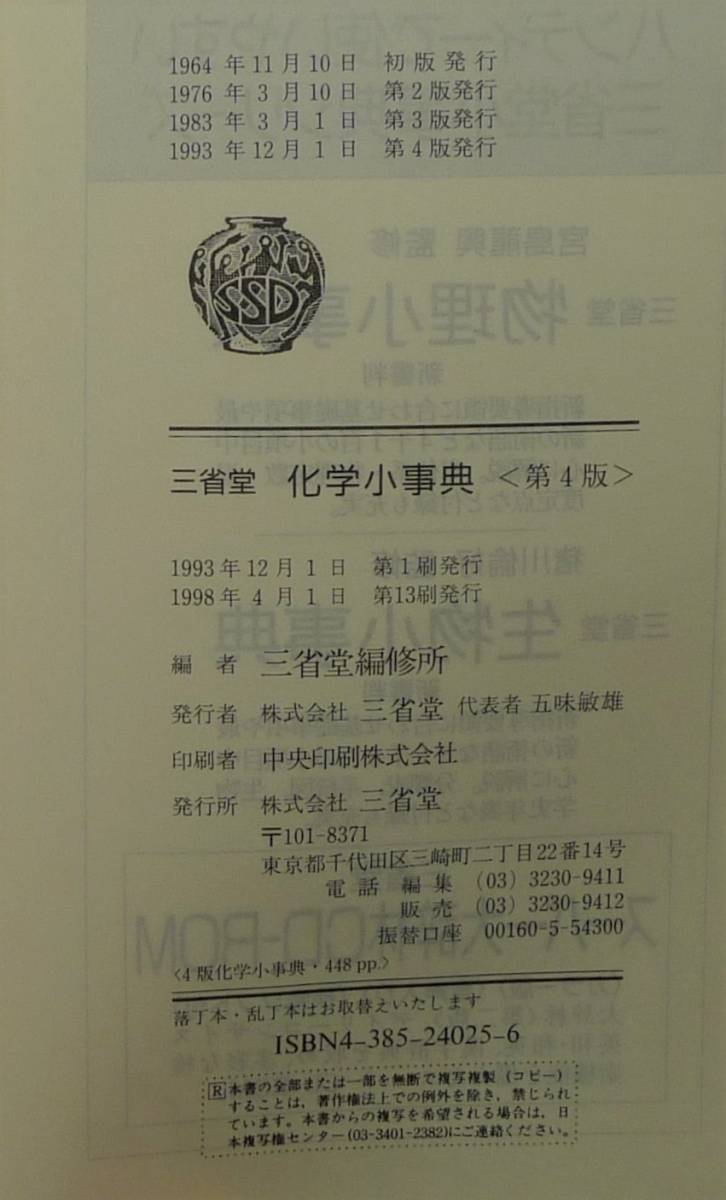 1964 年 11 月 10 日 初 版 発 行
1976 年 3 月 10 日 第 2 版発行
1983 年 3 月 1 日 第 3 版発行
1993 年 12 月 1 日 第 4 版発行
SSD
三省堂 化学小事典 <第 4 版>
1993 年 12 月 1 日 第 1 刷発行
1998 年 4 月 1 日 第13刷発行
編 者 三省堂編修所
発行者 株式会社 三省堂 代表者 五味敏雄
印刷者 中央印刷株式会社
発行所 株式会社 三省堂
〒101-8371
東京都千代田区三崎町二丁目22番14号
電 話 編 集 (03) 3230-9411
販 売 (03) 3230-9412
振替口座 00160-5-54300
<4 版化学小事典・448 pp.>
落丁本・乱丁本はお取替えいたします
ISBN4-385-24025-6
R 本書の全部または一部を無断で複写複製 (コピー)
することは、著作権法上での例外を除き、禁じられ
ています。本書からの複写を希望される場合は、日
本複写権センター (03-3401-2382)にご連絡ください。